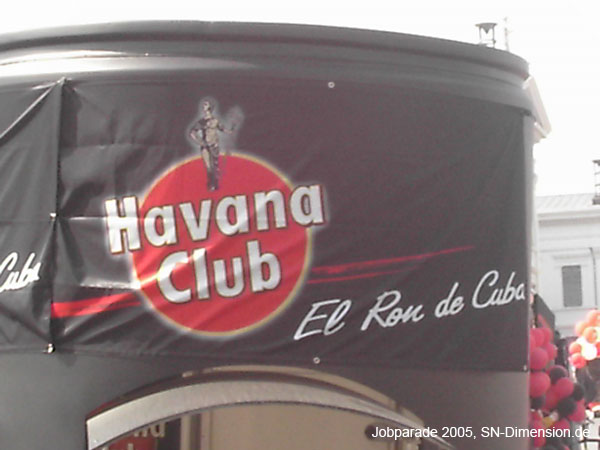 Havana
Club
El Ron de Cuba
Cuba
Jobparade 2005, SN-Dimension.de